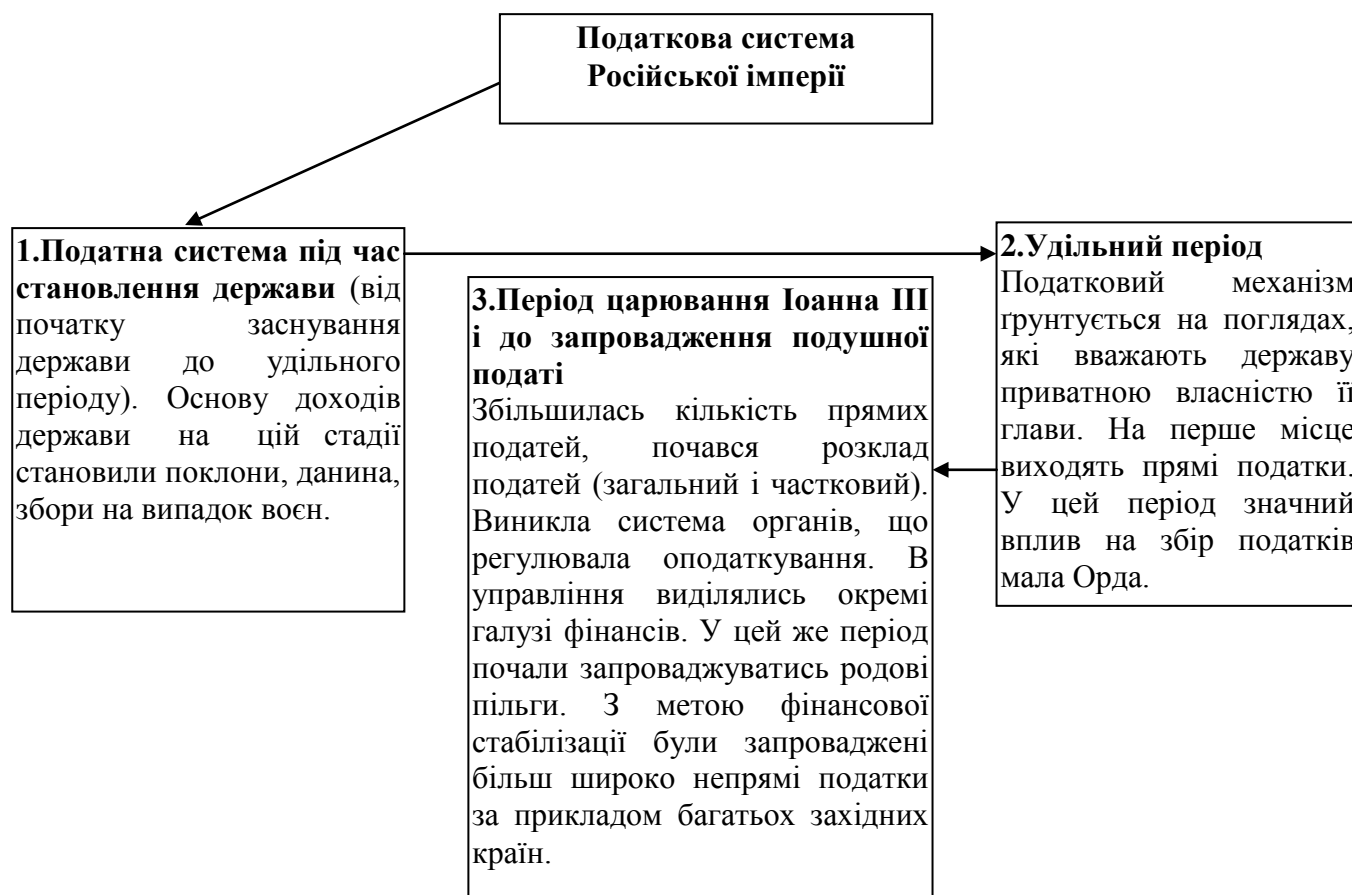 Податкова система
Російської імперії
1.Податна система під час
становлення держави (від
початку заснування
держави до удільного
періоду). Основу доходів
держави на цій стадії
становили поклони, данина,
збори на випадок воєн.
2.Удільний період
Податковий механізм
ґрунтується на поглядах,
які вважають державу
приватною власністю її
глави. На перше місце
виходять прямі податки.
У цей період значний
вплив на збір податків
мала Орда.
3.Період царювання Іоанна ІІІ
і до запровадження подушної
податі
Збільшилась кількість прямих
податей, почався розклад
податей (загальний і частковий).
Виникла система органів, що
регулювала оподаткування. В
управління виділялись окремі
галузі фінансів. У цей же період
почали запроваджуватись родові
пільги. З метою фінансової
стабілізації були запроваджені
більш широко непрямі податки
за прикладом багатьох західних
країн.